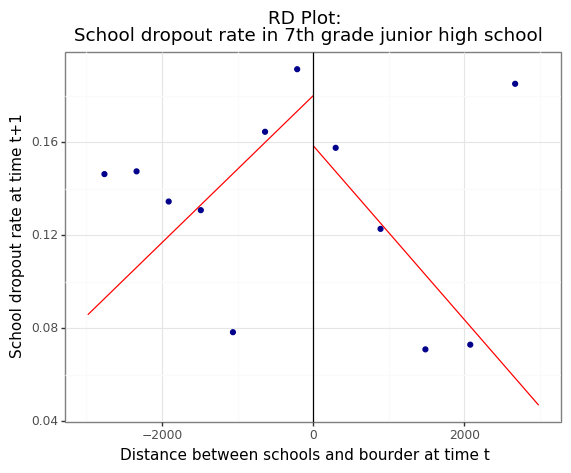 RD Plot:
School dropout rate in 7th grade junior high school
School dropout rate at time t+1
0.16
0.12
0.08
0.04
−2000
0
2000
Distance between schools and bourder at time t